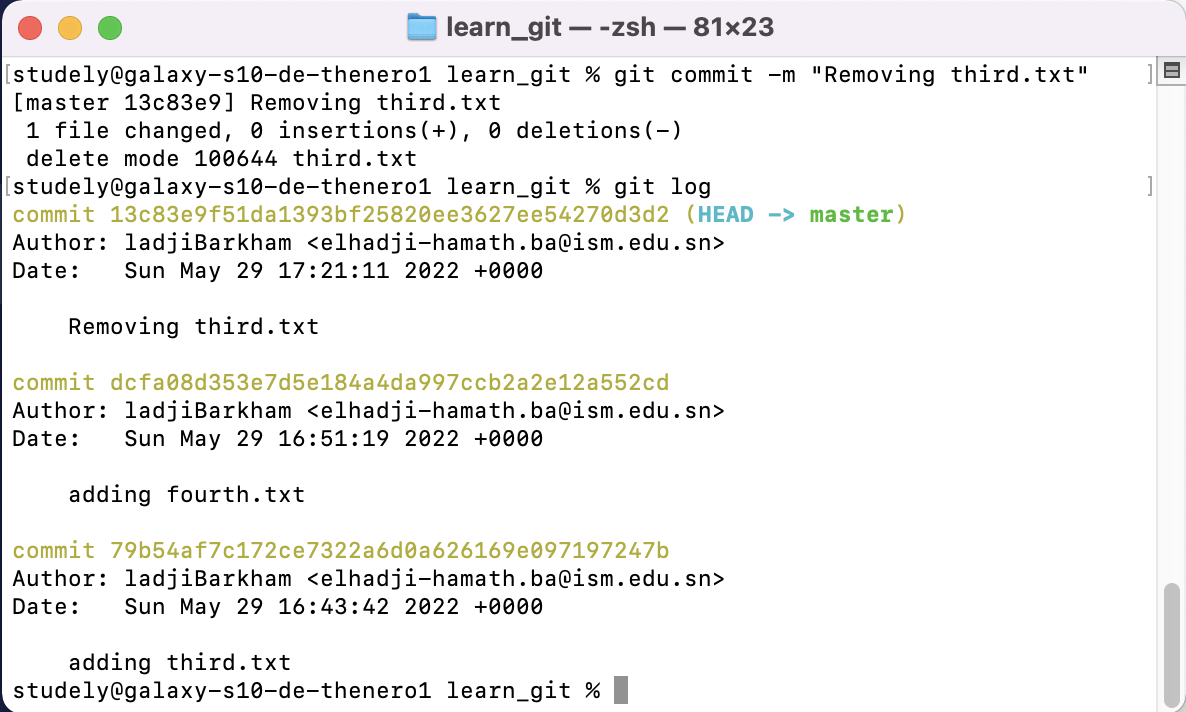 learn_git — -zsh — 81×23
[studely@galaxy-s10-de-thenero1 learn_git % git commit -m "Removing third.txt" ]
[master 13c83e9] Removing third.txt
 1 file changed, 0 insertions(+), 0 deletions(-)
 delete mode 100644 third.txt
[studely@galaxy-s10-de-thenero1 learn_git % git log ]
commit 13c83e9f51da1393bf25820ee3627ee54270d3d2 (HEAD -> master)
Author: ladjiBarkham <elhadji-hamath.ba@ism.edu.sn>
Date:   Sun May 29 17:21:11 2022 +0000
    Removing third.txt
commit dcfa08d353e7d5e184a4da997ccb2a2e12a552cd
Author: ladjiBarkham <elhadji-hamath.ba@ism.edu.sn>
Date:   Sun May 29 16:51:19 2022 +0000
    adding fourth.txt
commit 79b54af7c172ce7322a6d0a626169e097197247b
Author: ladjiBarkham <elhadji-hamath.ba@ism.edu.sn>
Date:   Sun May 29 16:43:42 2022 +0000
    adding third.txt
studely@galaxy-s10-de-thenero1 learn_git %